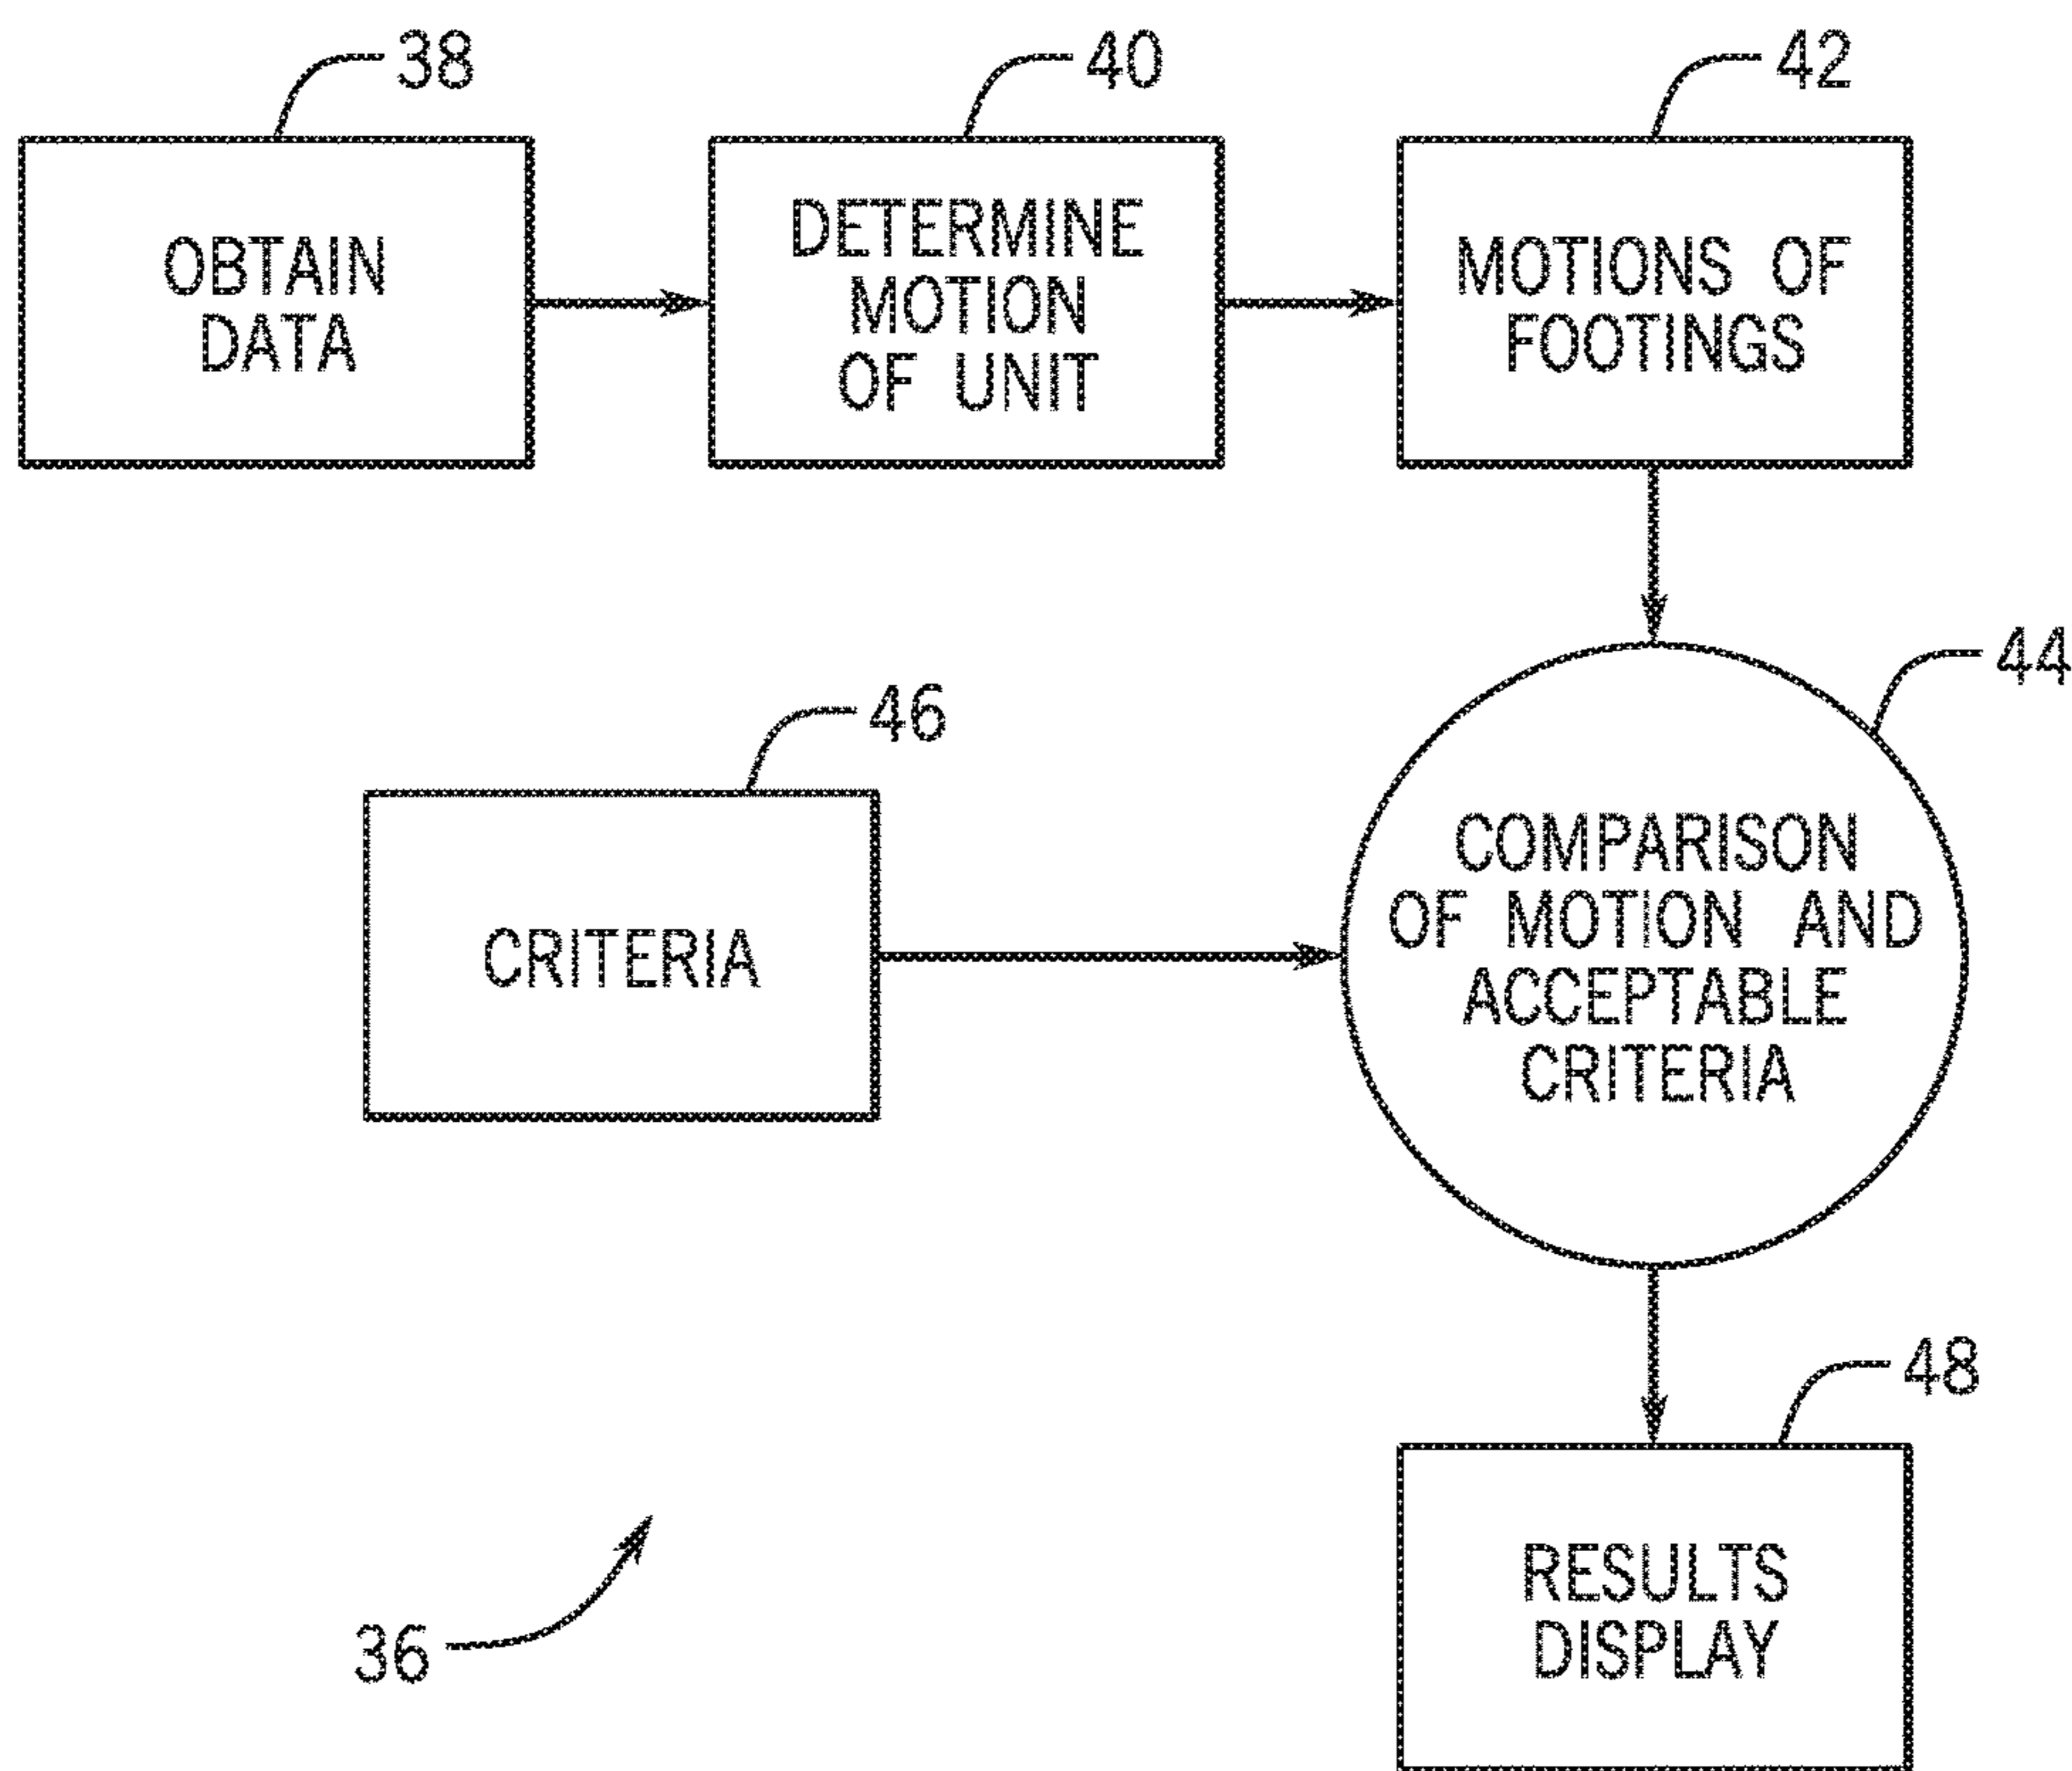 38
40
42
OBTAIN
DATA
DETERMINE
MOTION
OF UNIT
MOTIONS OF
FOOTINGS
44
46
CRITERIA
COMPARISON
OF MOTION AND
ACCEPTABLE
CRITERIA
48
RESULTS
DISPLAY
36